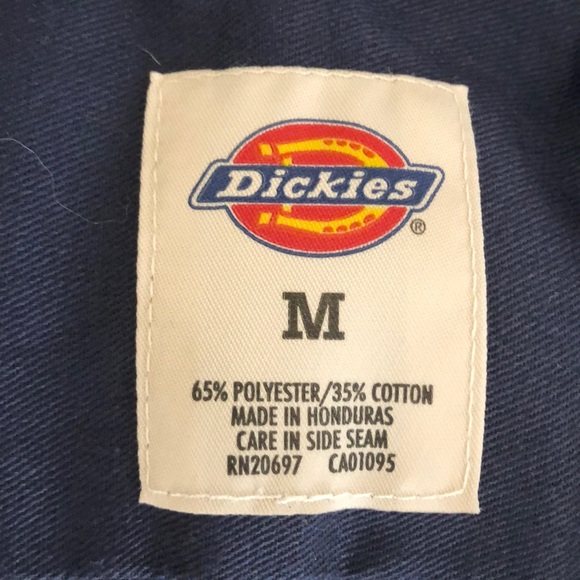 Dickies®
M
65% POLYESTER/35% COTTON
MADE IN HONDURAS
CARE IN SIDE SEAM
RN20697 CA01095